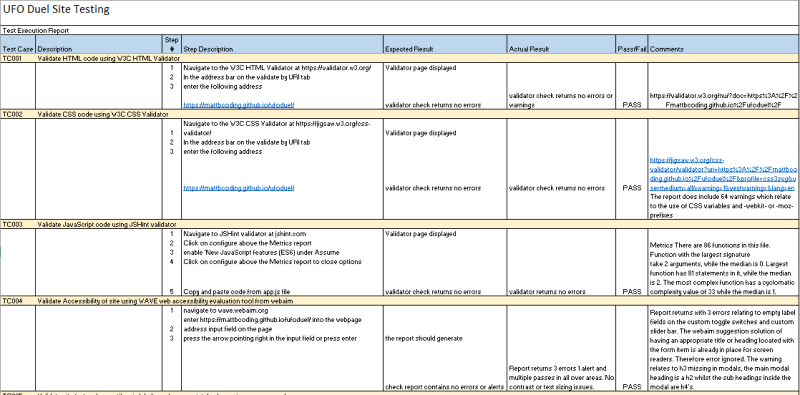 UFO Duel Site Testing
Test Execution Report
Test Case Description Step # Step Description Expected Result Actual Result Pass/Fail Comments
TC001 Validate HTML code using W3C HTML Validator
1 Navigate to the W3C HTML Validator at https://validator.w3.org/ Validator page displayed
2 In the address bar on the validate by URI tab
3 enter the following address
https://mattbcoding.github.io/ufoduel/ validator check returns no errors
validator check returns no errors or
warnings
PASS
https://validator.w3.org/nu/?doc=https%3A%2F%2
Fmattbcoding.github.io%2Fufoduel%2F
TC002 Validate CSS code using W3C CSS Validator
1 Navigate to the W3C CSS Validator at https://jigsaw.w3.org/css-
validator/
Validator page displayed
2 In the address bar on the validate by URI tab
3 enter the following address
https://mattbcoding.github.io/ufoduel/ validator check returns no errors validator check returns no errors PASS
https://jigsaw.w3.org/css-
validator/validator?uri=https%3A%2F%2Fmattbco
ding.github.io%2Fufoduel%2F&profile=css3svg&u
sermedium=all&warning=1&vextwarning=&lang=en
The report does include 64 warnings which relate
to the use of CSS variables and -webkit- or -moz-
prefixes
TC003 Validate JavaScript code using JSHint validator
1 Navigate to JSHint validator at jshint.com Validator page displayed
2 Click on configure above the Metrics report
3 enable 'New JavaScript features (ES6) under Assume
4 Click on configure above the Metrics report to close options
5 Copy and paste code from app.js file validator check returns no errors validator returns no errors PASS
Metrics There are 86 functions in this file.
Function with the largest signature
take 2 arguments, while the median is 0. Largest
function has 81 statements in it, while the median
is 2. The most complex function has a cyclomatic
complexity value of 33 while the median is 1.
TC004 Validate Accessibility of site using WAVE web accessibility evaluation tool from webaim
1 navigate to wave.webaim.org
enter https://mattbcoding.github.io/ufoduel/ into the webpage
2 address input field on the page
3 press the arrow pointing right in the input field or press enter the report should generate
check report contains no errors or alerts
Report returns 3 errors 1 alert and
multiple passes in all over areas. No
contrast or text sizing issues.
PASS
Report returns with 3 errors relating to empty label
fields on the custom toggle switches and custom
slider bar. The webaim suggestion solution of
having an appropriate title or heading located with
the form item is already in place for screen
readers. Therefore error ignored. The warning
relates to h3 missing in modals, the main modal
heading is a h2 whilst the sub headings inside the
modal are h4's.